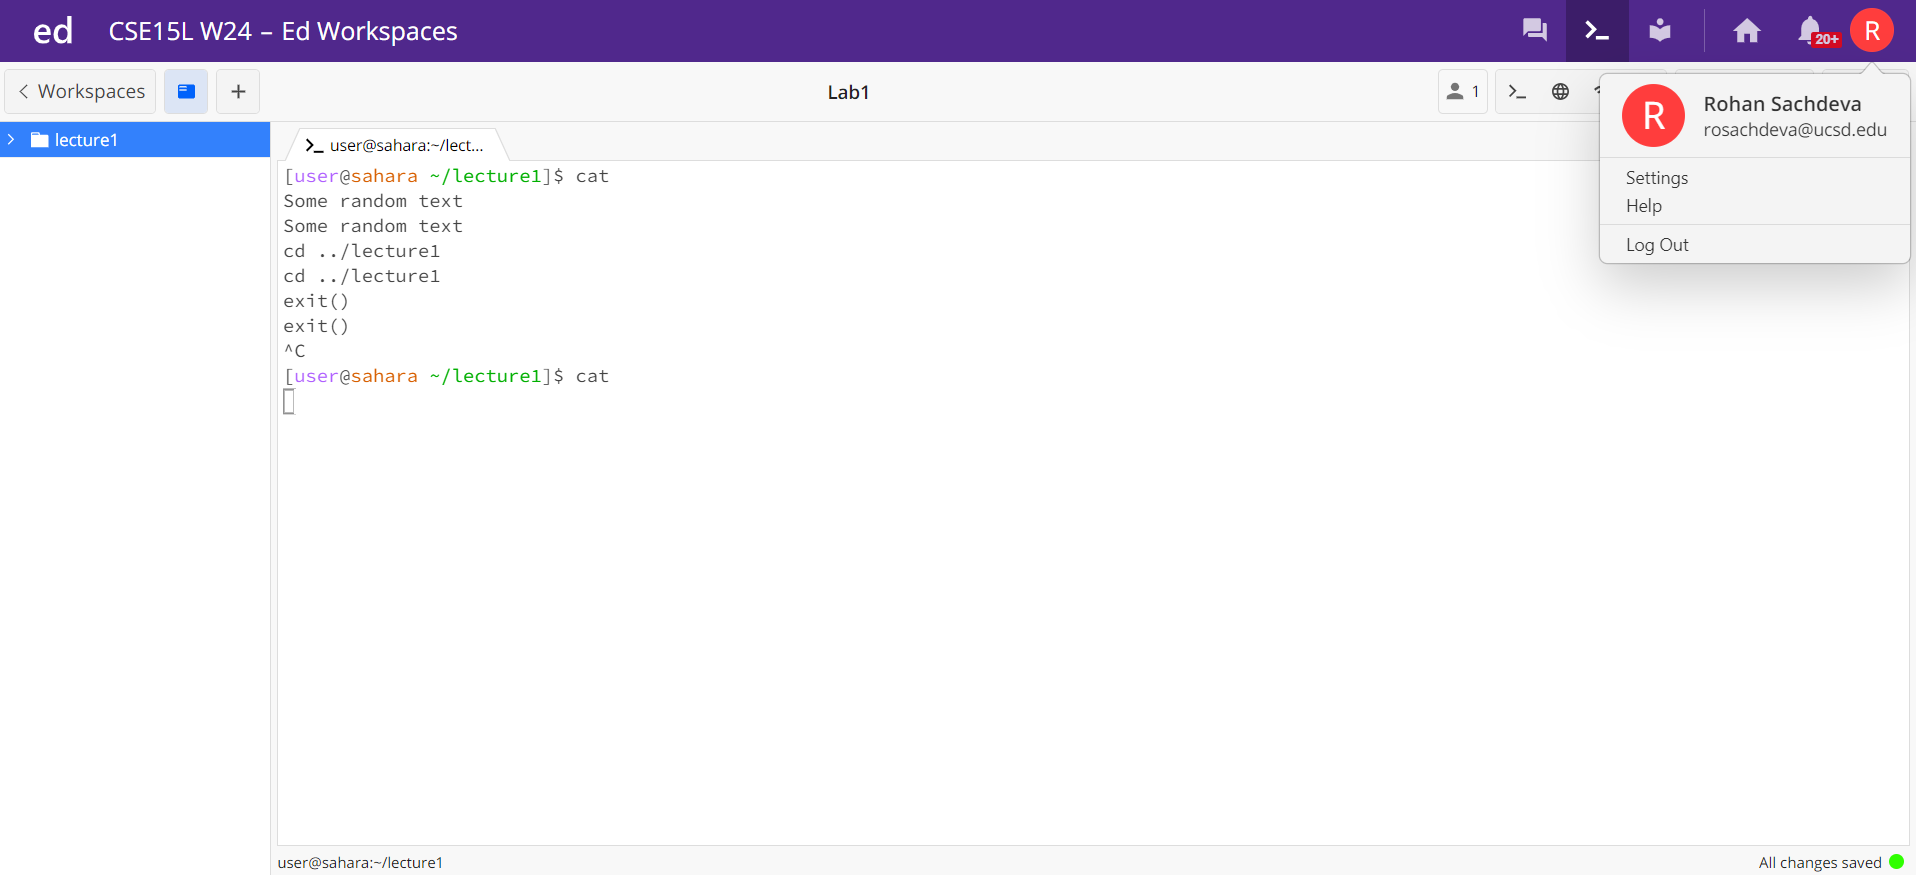 ed CSE15L W24 – Ed Workspaces 20+ R
Workspaces + Lab1 1
R Rohan Sachdeva
rosachdeva@ucsd.edu
Settings
Help
Log Out
lecture1
user@sahara:~/lect...
[user@sahara ~/lecture1]$ cat
Some random text
Some random text
cd ../lecture1
cd ../lecture1
exit()
exit()
^C
[user@sahara ~/lecture1]$ cat
user@sahara:~/lecture1 All changes saved